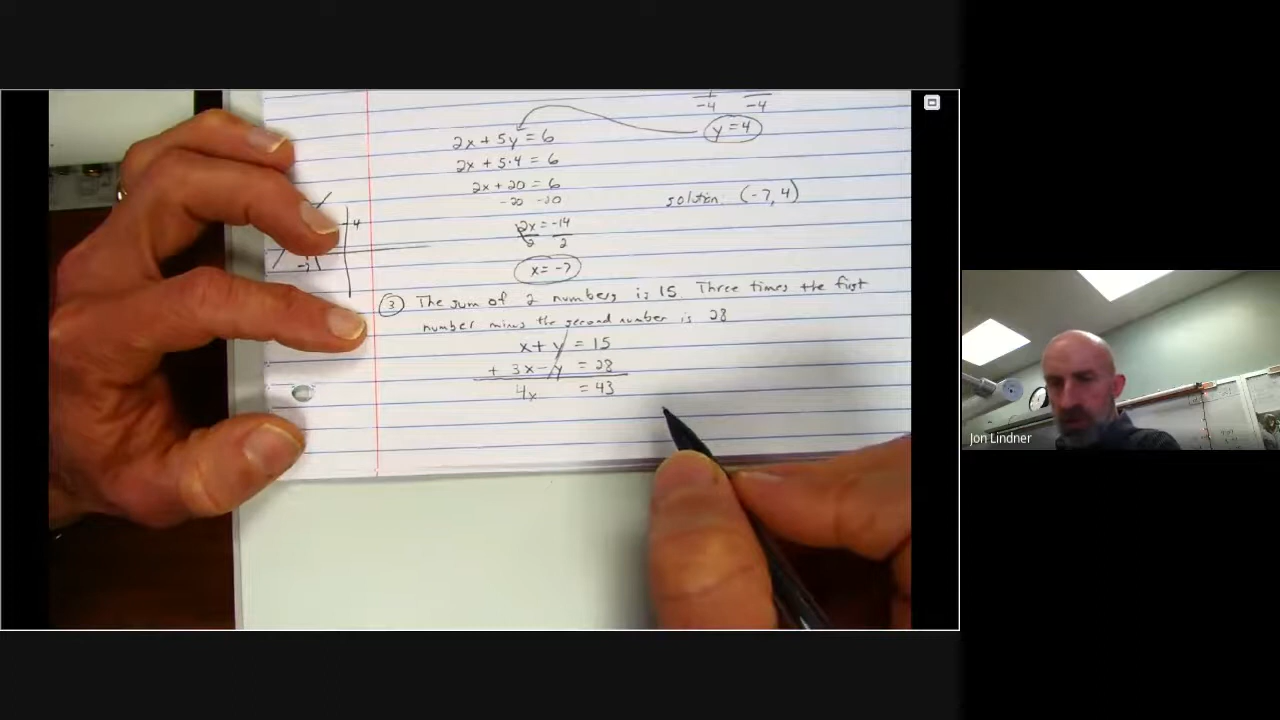 -4 -4
y = 4
2x + 5y = 6
2x + 5·4 = 6
2x + 20 = 6
-20 -20
solution: (-7, 4)
4
2x = -14
2 2
-7
x = -7
3 The sum of 2 numbers is 15. Three times the first
number minus the second number is 28
x + y = 15
+ 3x - y = 28
4x = 43
Jon Lindner